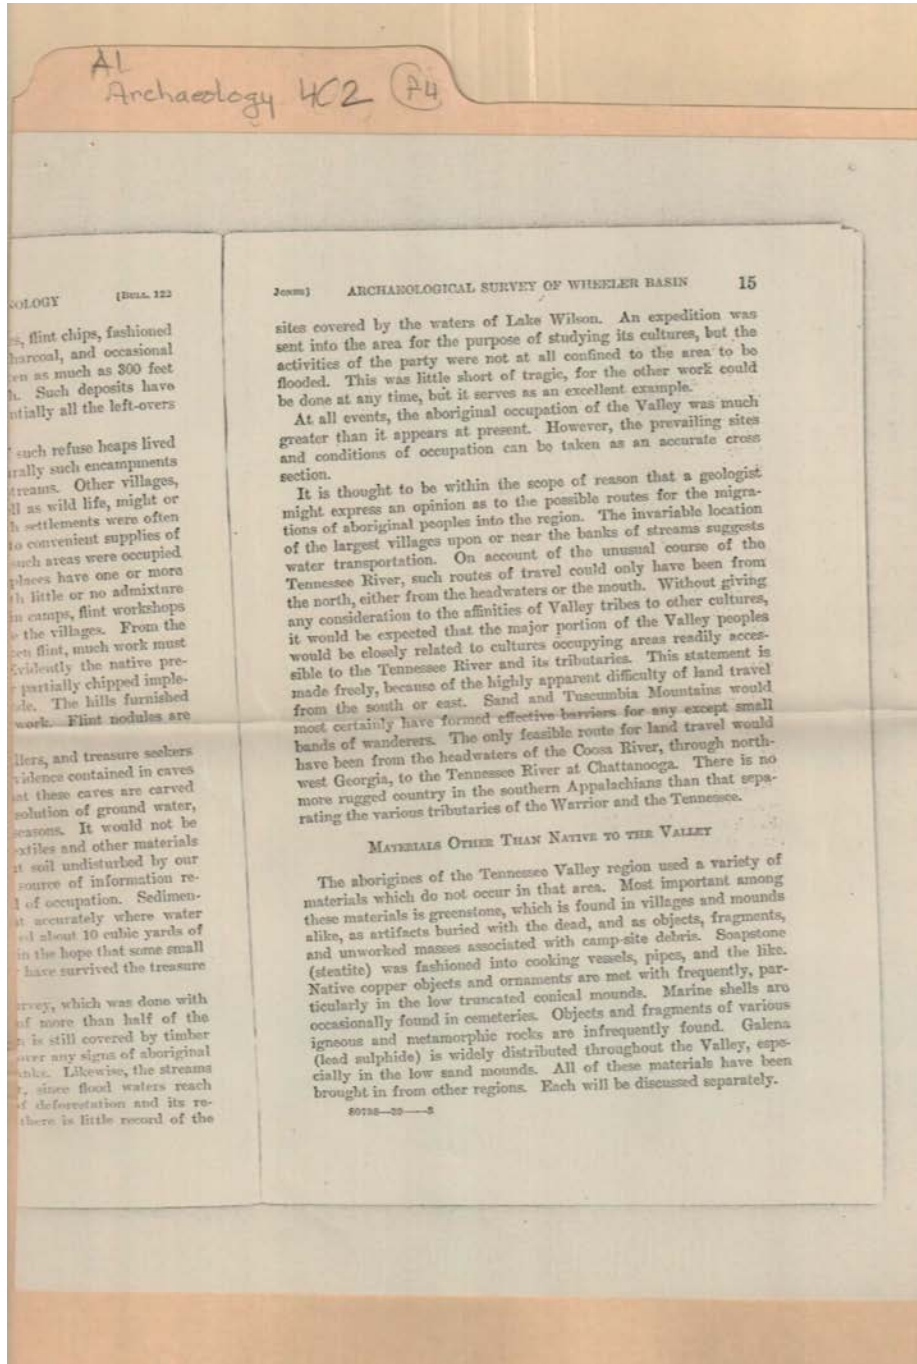 AL
Archaeology 4C2 P4
[BULL. 122
s, flint chips, fashioned
harcoal, and occasional
en as much as 300 feet
h. Such deposits have
ntially all the left-overs
such refuse heaps lived
rally such encampments
treams. Other villages,
ll as wild life, might or
h settlements were often
to convenient supplies of
such areas were occupied
places have one or more
th little or no admixture
in camps, flint workshops
the villages. From the
en flint, much work must
Evidently the native pre-
partially chipped imple-
de. The hills furnished
work. Flint nodules are
llers, and treasure seekers
vidence contained in caves
at these caves are carved
solution of ground water,
seasons. It would not be
xtiles and other materials
t soil undisturbed by our
source of information re-
l of occupation. Sedimen-
t accurately where water
ed about 10 cubic yards of
in the hope that some small
have survived the treasure
rvey, which was done with
of more than half of the
n is still covered by timber
over any signs of aboriginal
anks. Likewise, the streams
, since flood waters reach
of deforestation and its re-
there is little record of the
JONES] ARCHAEOLOGICAL SURVEY OF WHEELER BASIN 15
sites covered by the waters of Lake Wilson. An expedition was
sent into the area for the purpose of studying its cultures, but the
activities of the party were not at all confined to the area to be
flooded. This was little short of tragic, for the other work could
be done at any time, but it serves as an excellent example.
At all events, the aboriginal occupation of the Valley was much
greater than it appears at present. However, the prevailing sites
and conditions of occupation can be taken as an accurate cross
section.
It is thought to be within the scope of reason that a geologist
might express an opinion as to the possible routes for the migra-
tions of aboriginal peoples into the region. The invariable location
of the largest villages upon or near the banks of streams suggests
water transportation. On account of the unusual course of the
Tennessee River, such routes of travel could only have been from
the north, either from the headwaters or the mouth. Without giving
any consideration to the affinities of Valley tribes to other cultures,
it would be expected that the major portion of the Valley peoples
would be closely related to cultures occupying areas readily acces-
sible to the Tennessee River and its tributaries. This statement is
made freely, because of the highly apparent difficulty of land travel
from the south or east. Sand and Tuscumbia Mountains would
most certainly have formed effective barriers for any except small
bands of wanderers. The only feasible route for land travel would
have been from the headwaters of the Coosa River, through north-
west Georgia, to the Tennessee River at Chattanooga. There is no
more rugged country in the southern Appalachians than that sepa-
rating the various tributaries of the Warrior and the Tennessee.
MATERIALS OTHER THAN NATIVE TO THE VALLEY
The aborigines of the Tennessee Valley region used a variety of
materials which do not occur in that area. Most important among
these materials is greenstone, which is found in villages and mounds
alike, as artifacts buried with the dead, and as objects, fragments,
and unworked masses associated with camp-site debris. Soapstone
(steatite) was fashioned into cooking vessels, pipes, and the like.
Native copper objects and ornaments are met with frequently, par-
ticularly in the low truncated conical mounds. Marine shells are
occasionally found in cemeteries. Objects and fragments of various
igneous and metamorphic rocks are infrequently found. Galena
(lead sulphide) is widely distributed throughout the Valley, espe-
cially in the low sand mounds. All of these materials have been
brought in from other regions. Each will be discussed separately.